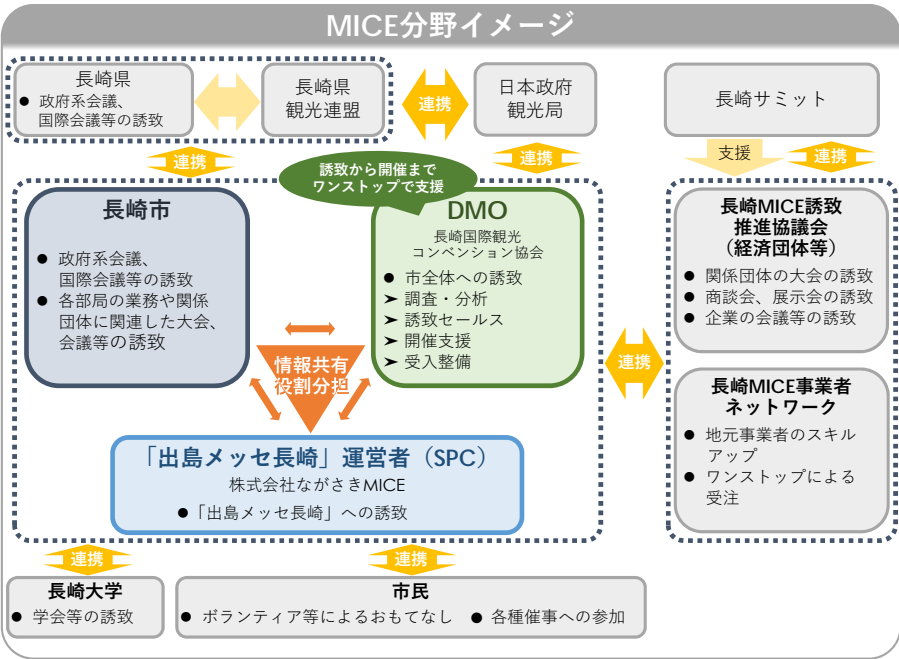 MICE分野イメージ
長崎県
● 政府系会議、
国際会議等の誘致
長崎県
観光連盟
連携
日本政府
観光局
長崎サミット
連携
連携
支援
連携
誘致から開催まで
ワンストップで支援
長崎市
● 政府系会議、
国際会議等の誘致
● 各部局の業務や関係
団体に関連した大会、
会議等の誘致
DMO
長崎国際観光
コンベンション協会
● 市全体への誘致
➤ 調査・分析
➤ 誘致セールス
➤ 開催支援
➤ 受入整備
情報共有
役割分担
「出島メッセ長崎」運営者（SPC）
株式会社ながさきMICE
●「出島メッセ長崎」への誘致
連携
長崎MICE誘致
推進協議会
（経済団体等）
● 関係団体の大会の誘致
● 商談会、展示会の誘致
● 企業の会議等の誘致
長崎MICE事業者
ネットワーク
● 地元事業者のスキル
アップ
● ワンストップによる
受注
連携
連携
長崎大学
● 学会等の誘致
市民
● ボランティア等によるおもてなし ● 各種催事への参加